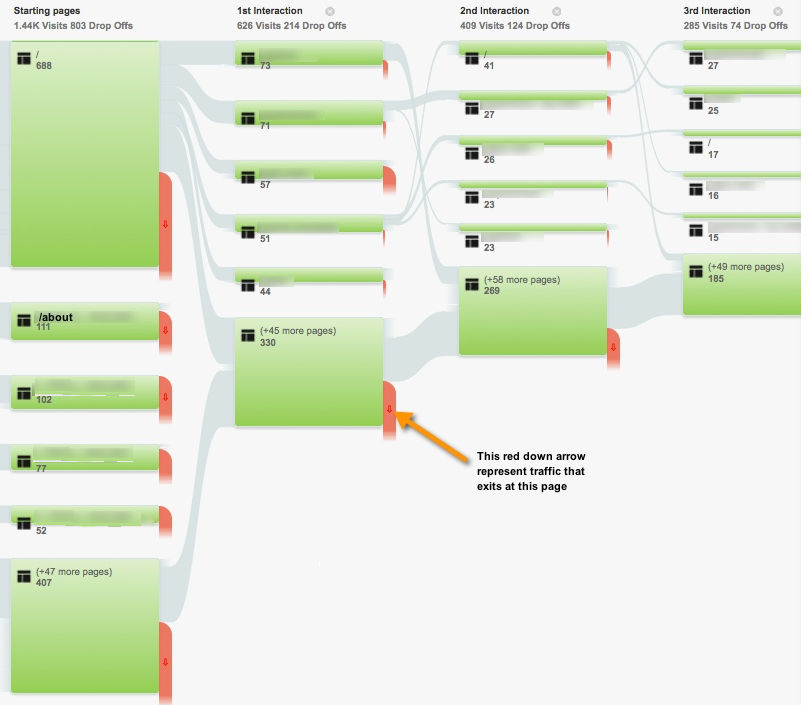 Starting pages
1.44K Visits 803 Drop Offs
/
688
/about
111
102
77
52
(+47 more pages)
407
1st Interaction
626 Visits 214 Drop Offs
73
71
57
51
44
(+45 more pages)
330
2nd Interaction
409 Visits 124 Drop Offs
/
41
27
26
23
23
(+58 more pages)
269
3rd Interaction
285 Visits 74 Drop Offs
27
25
/
17
16
15
(+49 more pages)
185
This red down arrow
represent traffic that
exits at this page